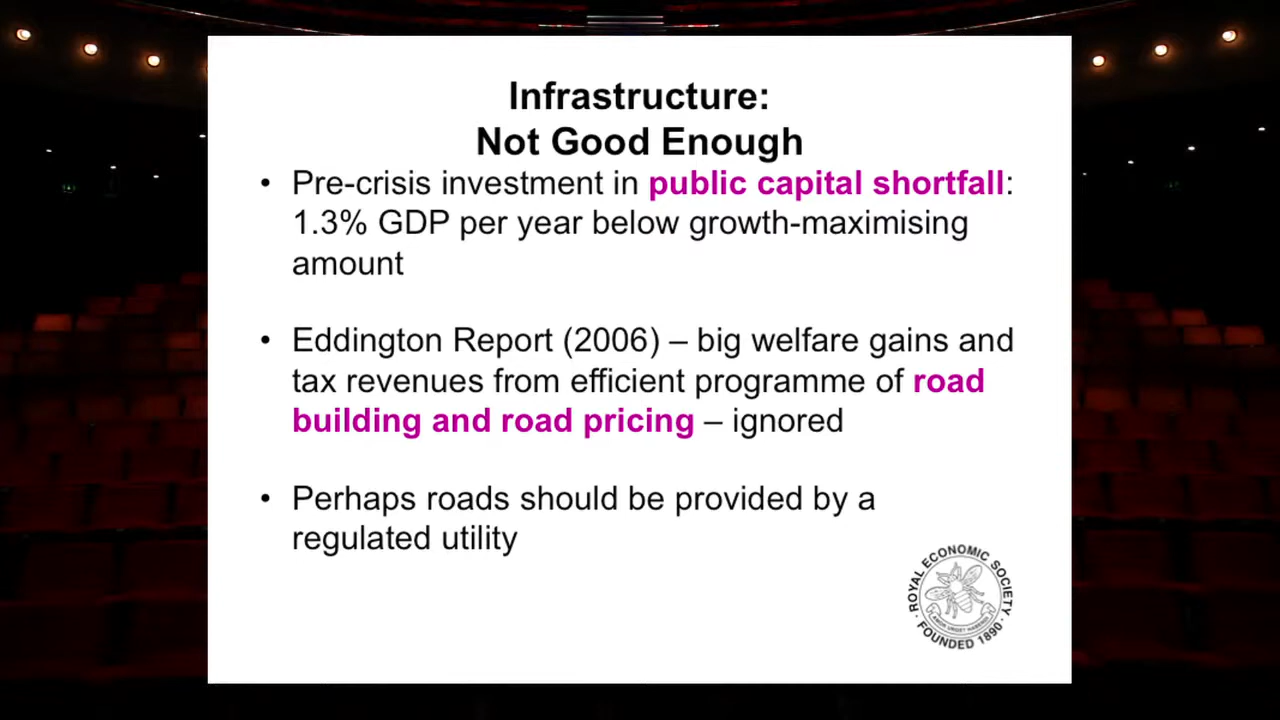 Infrastructure:
Not Good Enough
• Pre-crisis investment in public capital shortfall:
1.3% GDP per year below growth-maximising
amount
• Eddington Report (2006) – big welfare gains and
tax revenues from efficient programme of road
building and road pricing – ignored
• Perhaps roads should be provided by a
regulated utility
ROYAL ECONOMIC SOCIETY
· FOUNDED 1890 ·